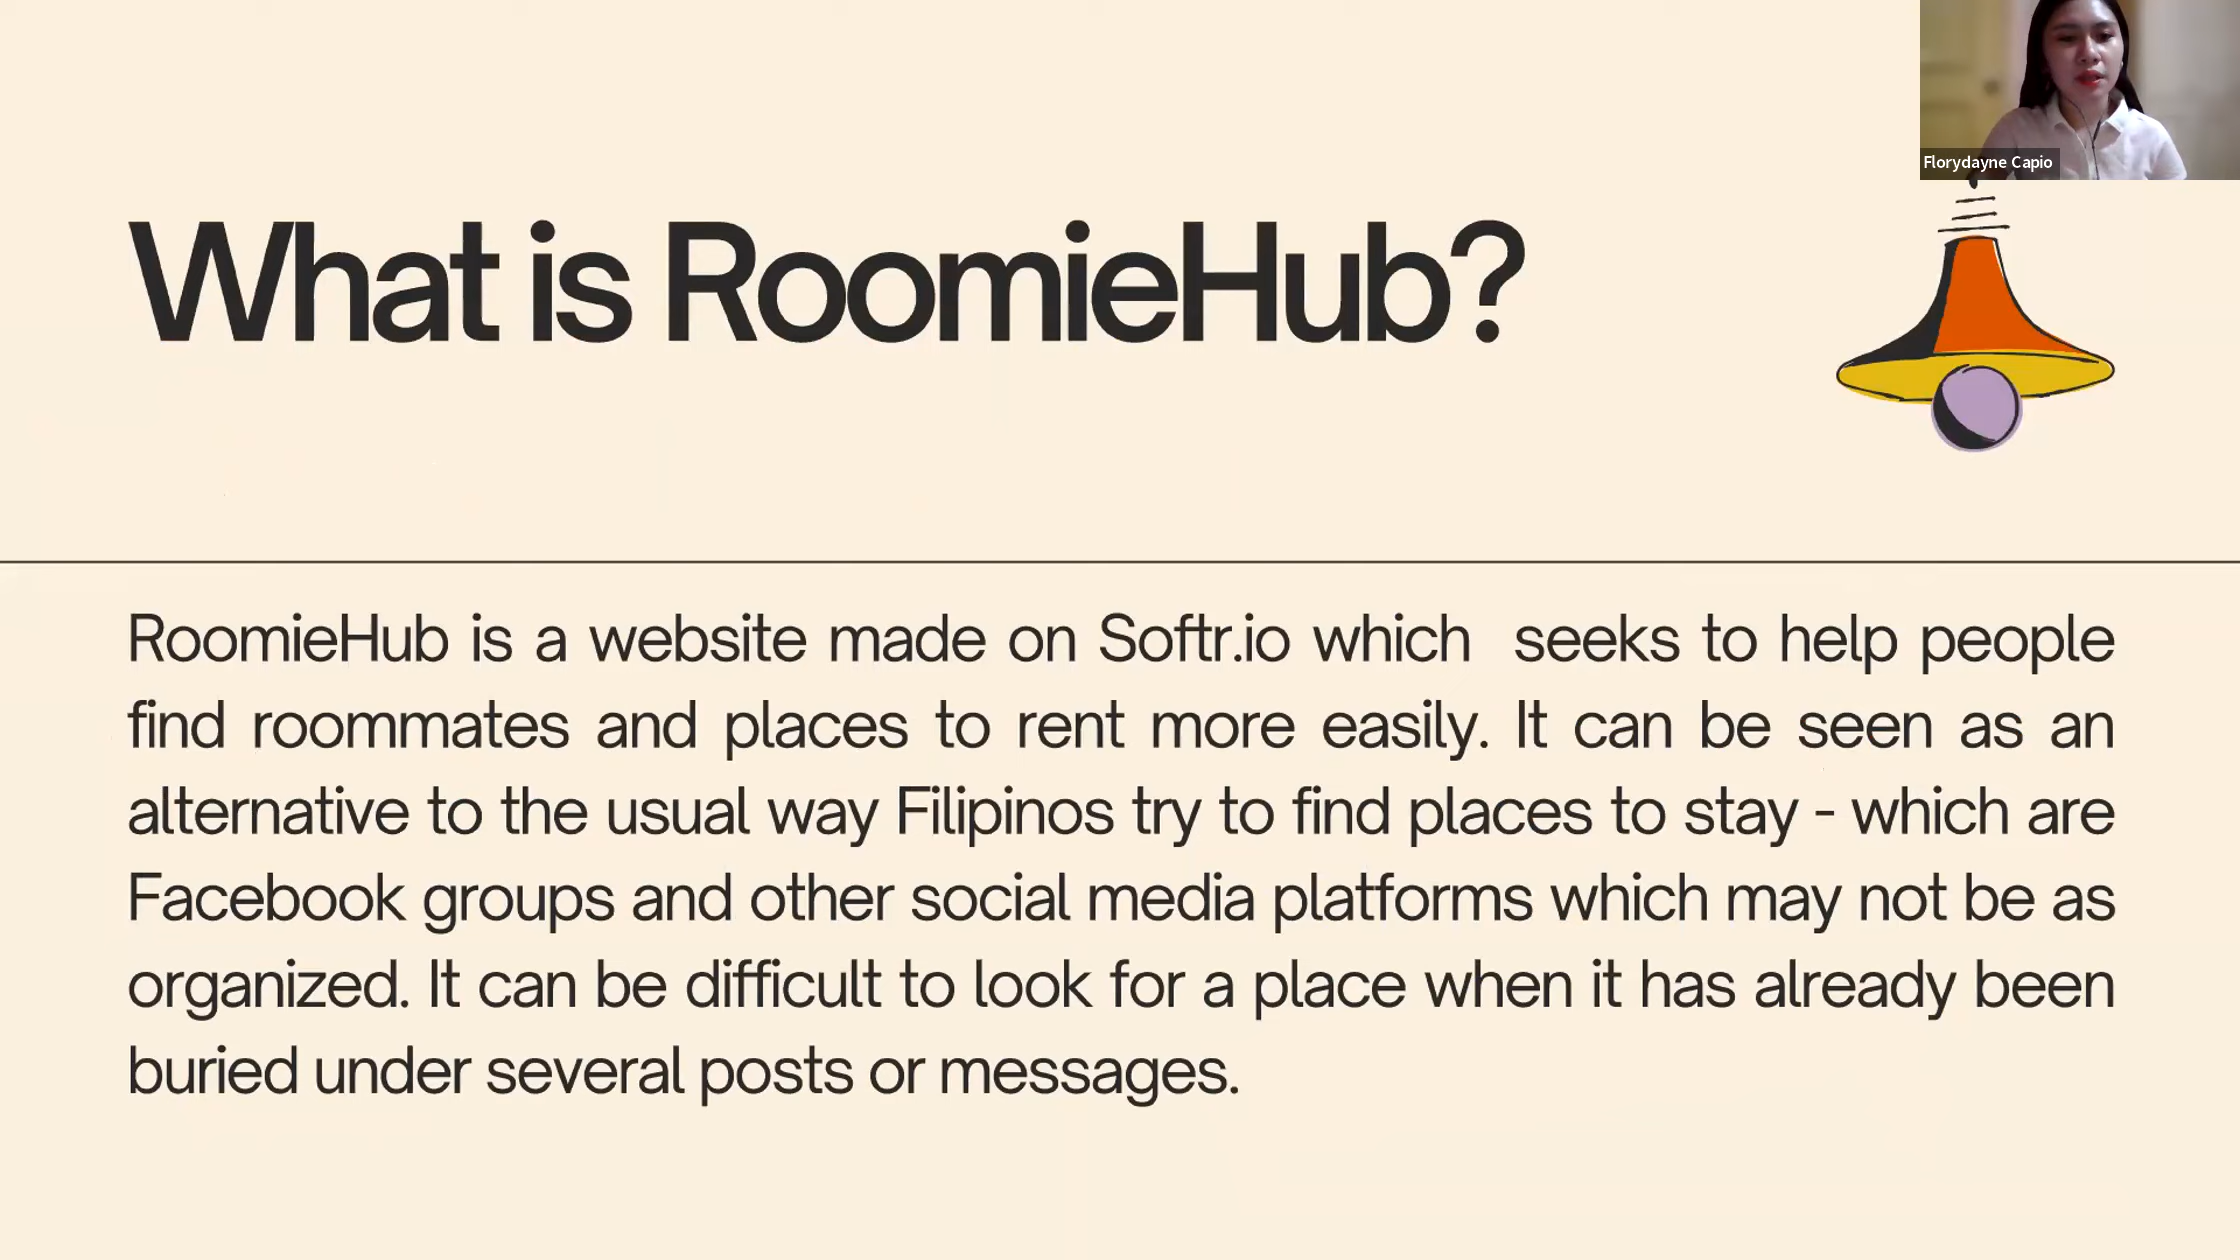 Florydayne Capio
What is RoomieHub?
RoomieHub is a website made on Softr.io which seeks to help people
find roommates and places to rent more easily. It can be seen as an
alternative to the usual way Filipinos try to find places to stay - which are
Facebook groups and other social media platforms which may not be as
organized. It can be difficult to look for a place when it has already been
buried under several posts or messages.